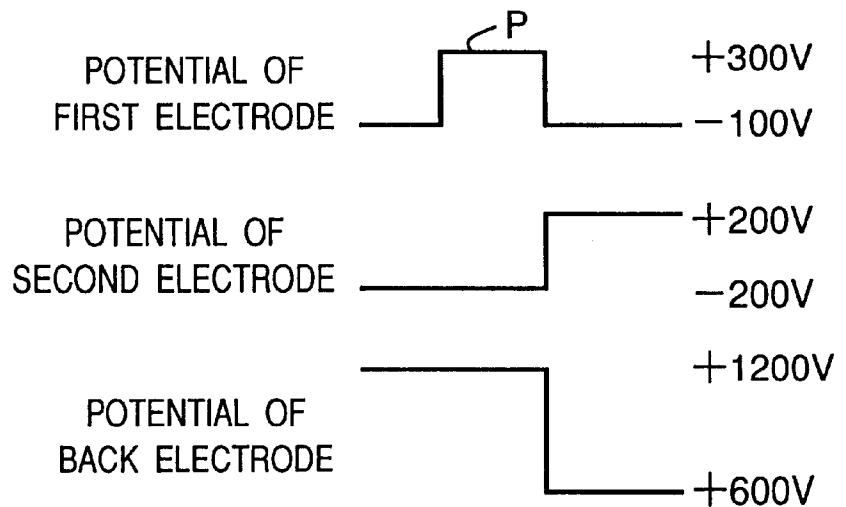 P
POTENTIAL OF
FIRST ELECTRODE
+300V
−100V
POTENTIAL OF
SECOND ELECTRODE
+200V
−200V
POTENTIAL OF
BACK ELECTRODE
+1200V
+600V